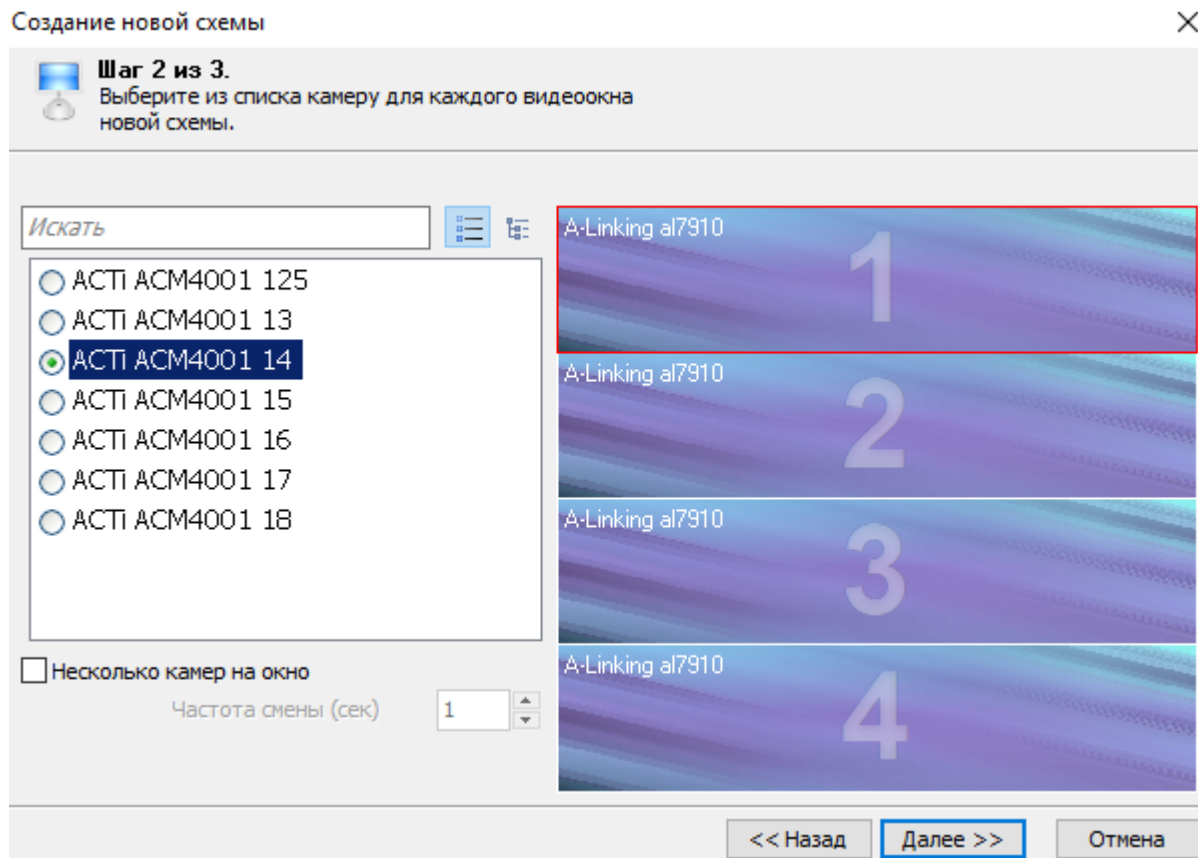 Создание новой схемы
Шаг 2 из 3.
Выберите из списка камеру для каждого видеоокна
новой схемы.
Искать
ACTi ACM4001 125
ACTi ACM4001 13
ACTi ACM4001 14
ACTi ACM4001 15
ACTi ACM4001 16
ACTi ACM4001 17
ACTi ACM4001 18
Несколько камер на окно
Частота смены (сек)
1
A-Linking al7910
1
A-Linking al7910
2
A-Linking al7910
3
A-Linking al7910
4
<< Назад
Далее >>
Отмена